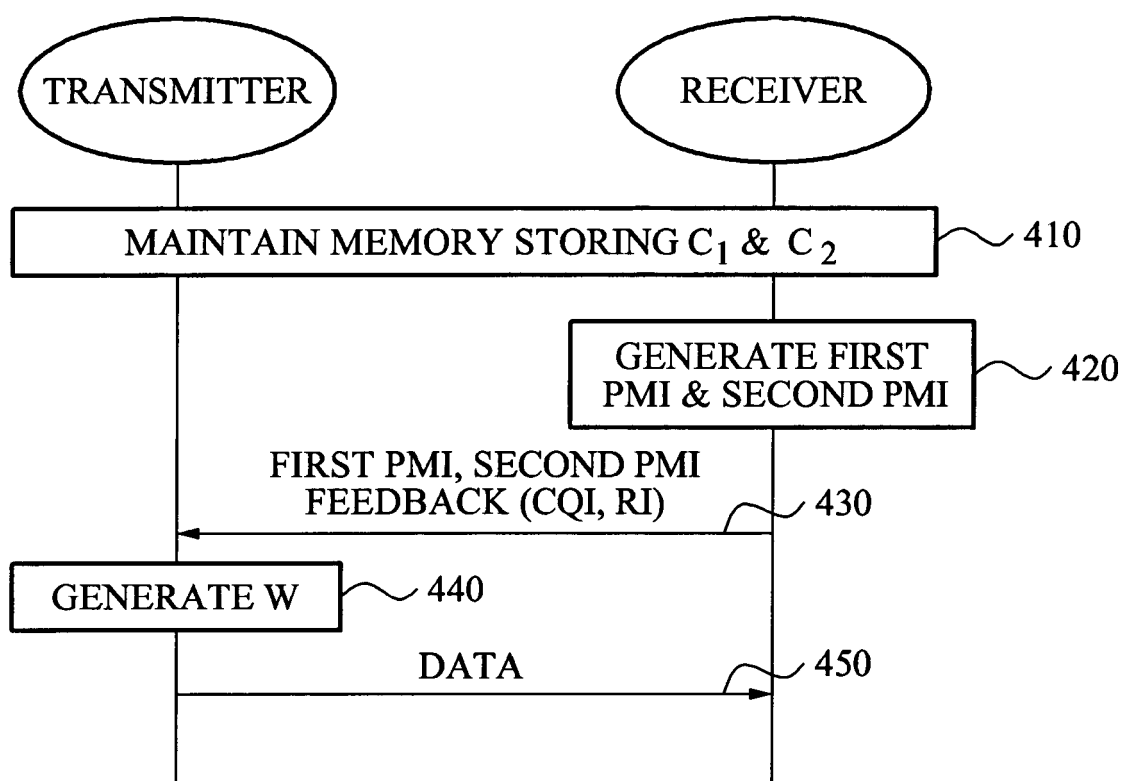 TRANSMITTER
RECEIVER
MAINTAIN MEMORY STORING C₁ & C₂
410
GENERATE FIRST
PMI & SECOND PMI
420
FIRST PMI, SECOND PMI
FEEDBACK (CQI, RI)
430
GENERATE W
440
DATA
450